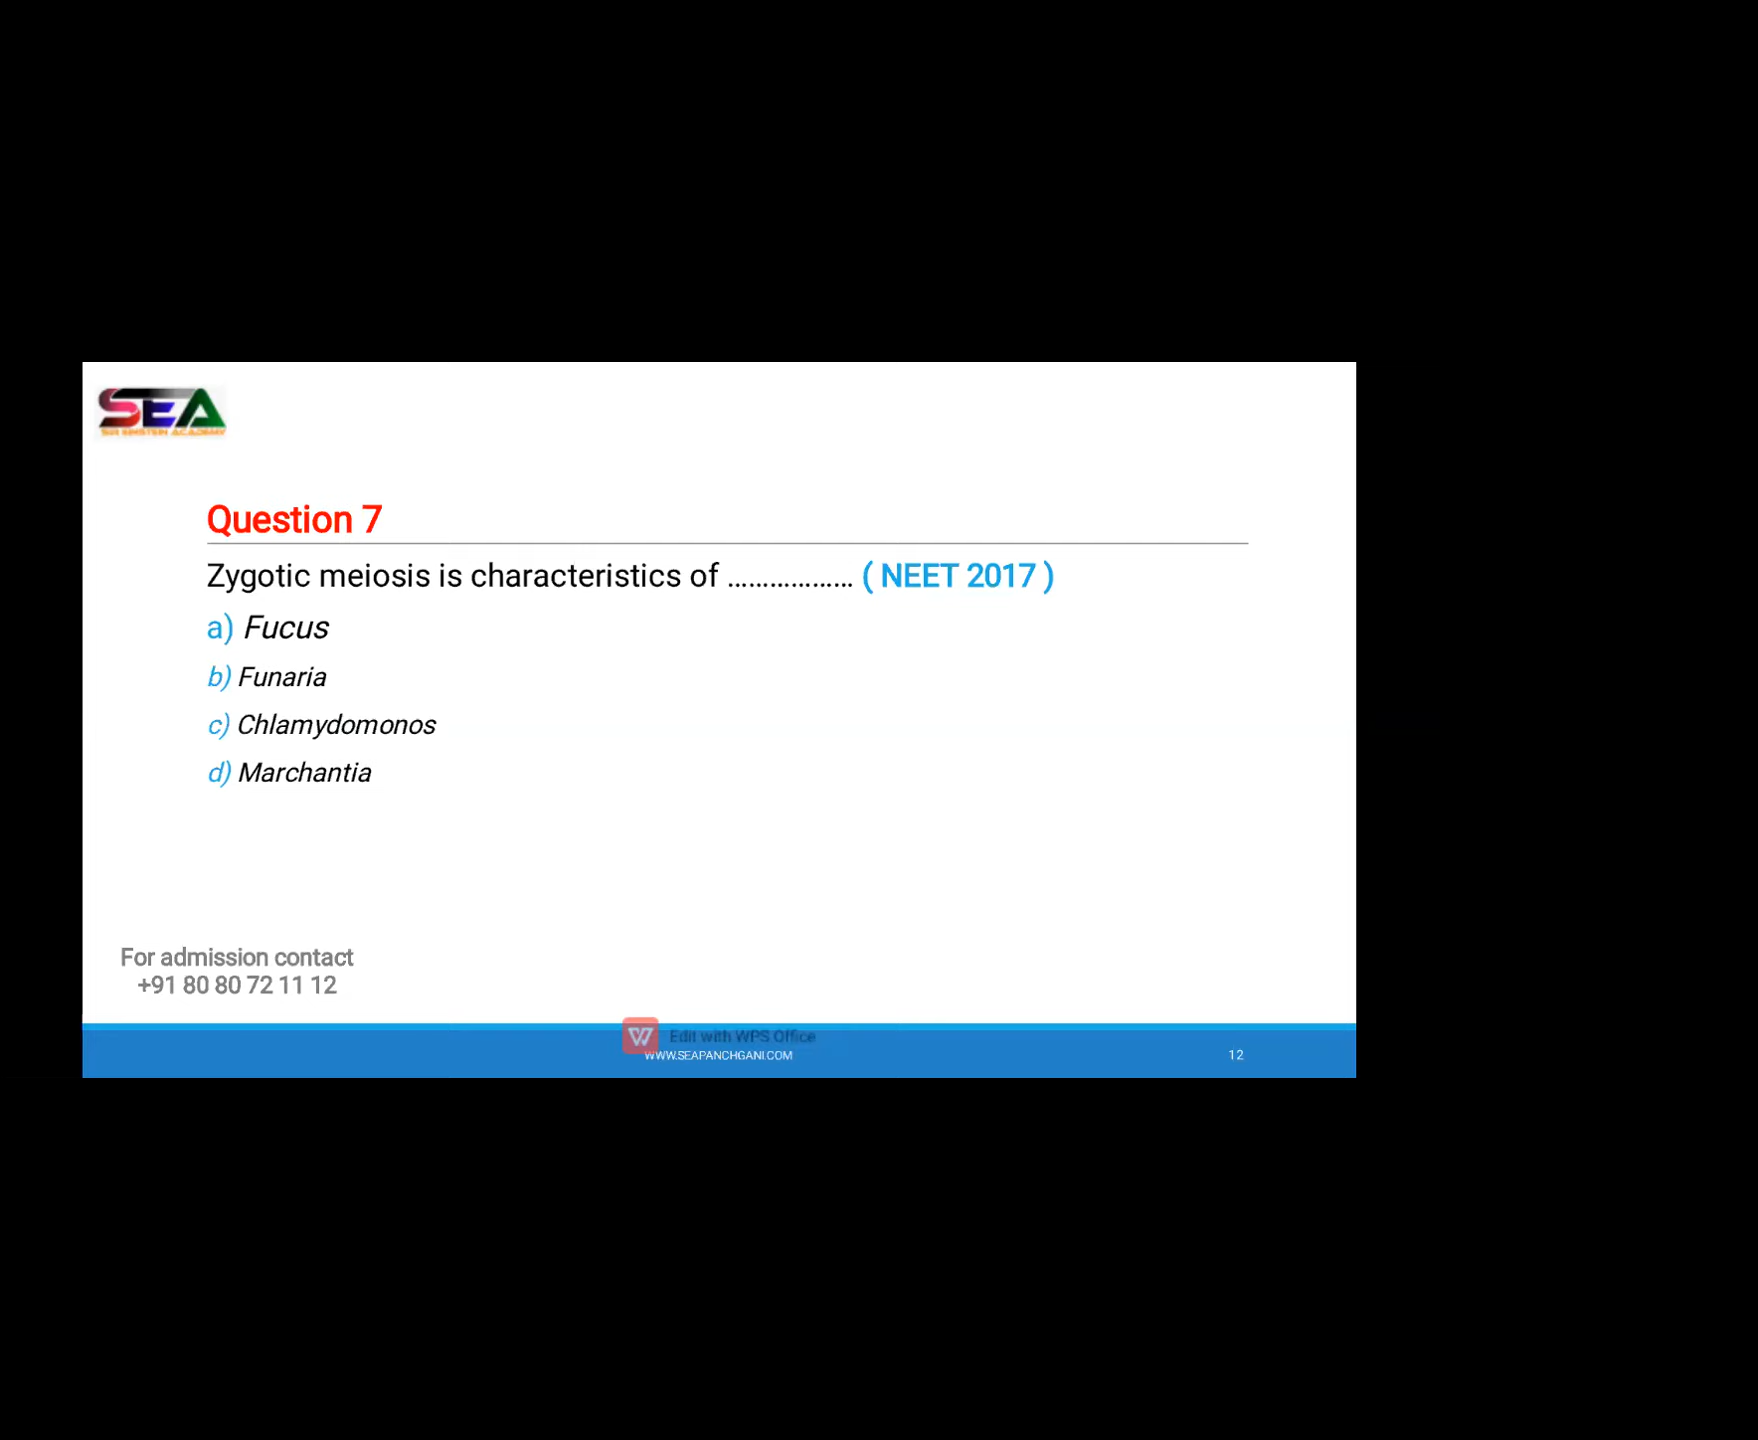 SEA
Question 7
Zygotic meiosis is characteristics of .................. ( NEET 2017 )
a) Fucus
b) Funaria
c) Chlamydomonos
d) Marchantia
For admission contact
+91 80 80 72 11 12
Edit with WPS Office
WWW.SEAPANCHGANI.COM
12